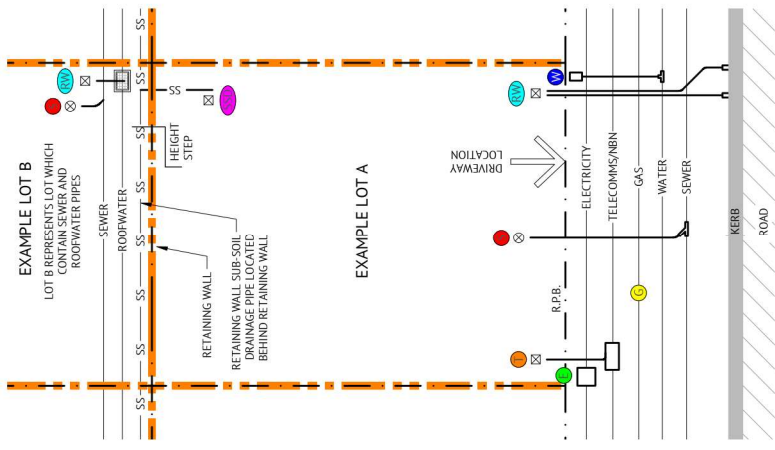 EXAMPLE LOT B
LOT B REPRESENTS LOT WHICH
CONTAIN SEWER AND
ROOFWATER PIPES
RW
SEWER
ROOFWATER
SS
SS
SS
SS
SS
SS
SS
SS
SS
SSD
HEIGHT
STEP
RETAINING WALL
RETAINING WALL SUB-SOIL
DRAINAGE PIPE LOCATED
BEHIND RETAINING WALL
EXAMPLE LOT A
DRIVEWAY
LOCATION
RW
W
T
E
G
R.P.B.
ELECTRICITY
TELECOMMS/NBN
GAS
WATER
SEWER
KERB
ROAD